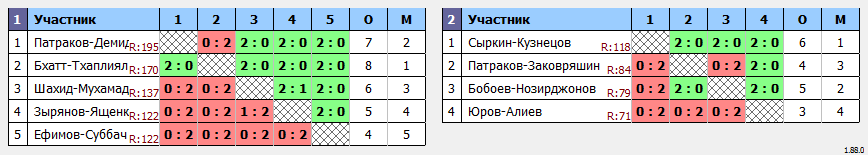 1 Участник 1 2 3 4 5 О М
1 Патраков-Демид R:195 0 : 2 2 : 0 2 : 0 2 : 0 7 2
2 Бхатт-Тхаплиял R:170 2 : 0 2 : 0 2 : 0 2 : 0 8 1
3 Шахид-Мухамад R:137 0 : 2 0 : 2 2 : 1 2 : 0 6 3
4 Зырянов-Ященк R:122 0 : 2 0 : 2 1 : 2 2 : 0 5 4
5 Ефимов-Суббач R:122 0 : 2 0 : 2 0 : 2 0 : 2 4 5
2 Участник 1 2 3 4 О М
1 Сыркин-Кузнецов R:118 2 : 0 2 : 0 2 : 0 6 1
2 Патраков-Заковряшин R:84 0 : 2 0 : 2 2 : 0 4 3
3 Бобоев-Нозирджонов R:79 0 : 2 2 : 0 2 : 0 5 2
4 Юров-Алиев R:71 0 : 2 0 : 2 0 : 2 3 4
1.88.0